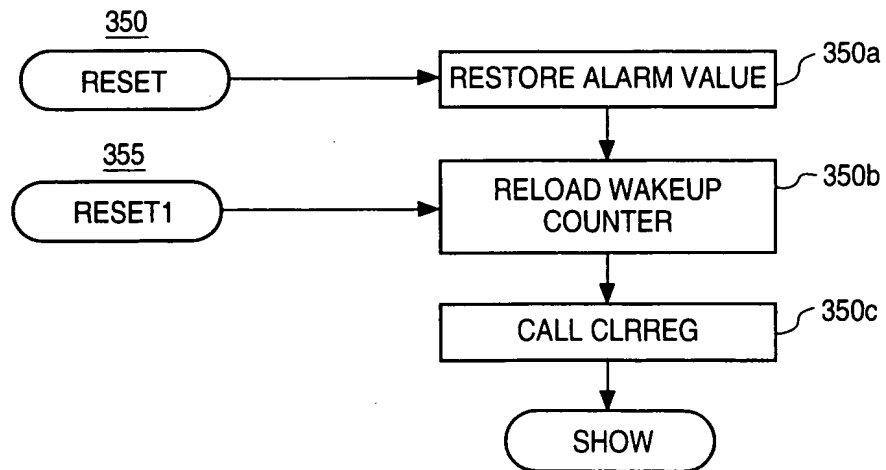 350
RESET
RESTORE ALARM VALUE
350a
355
RESET1
RELOAD WAKEUP
COUNTER
350b
CALL CLRREG
350c
SHOW